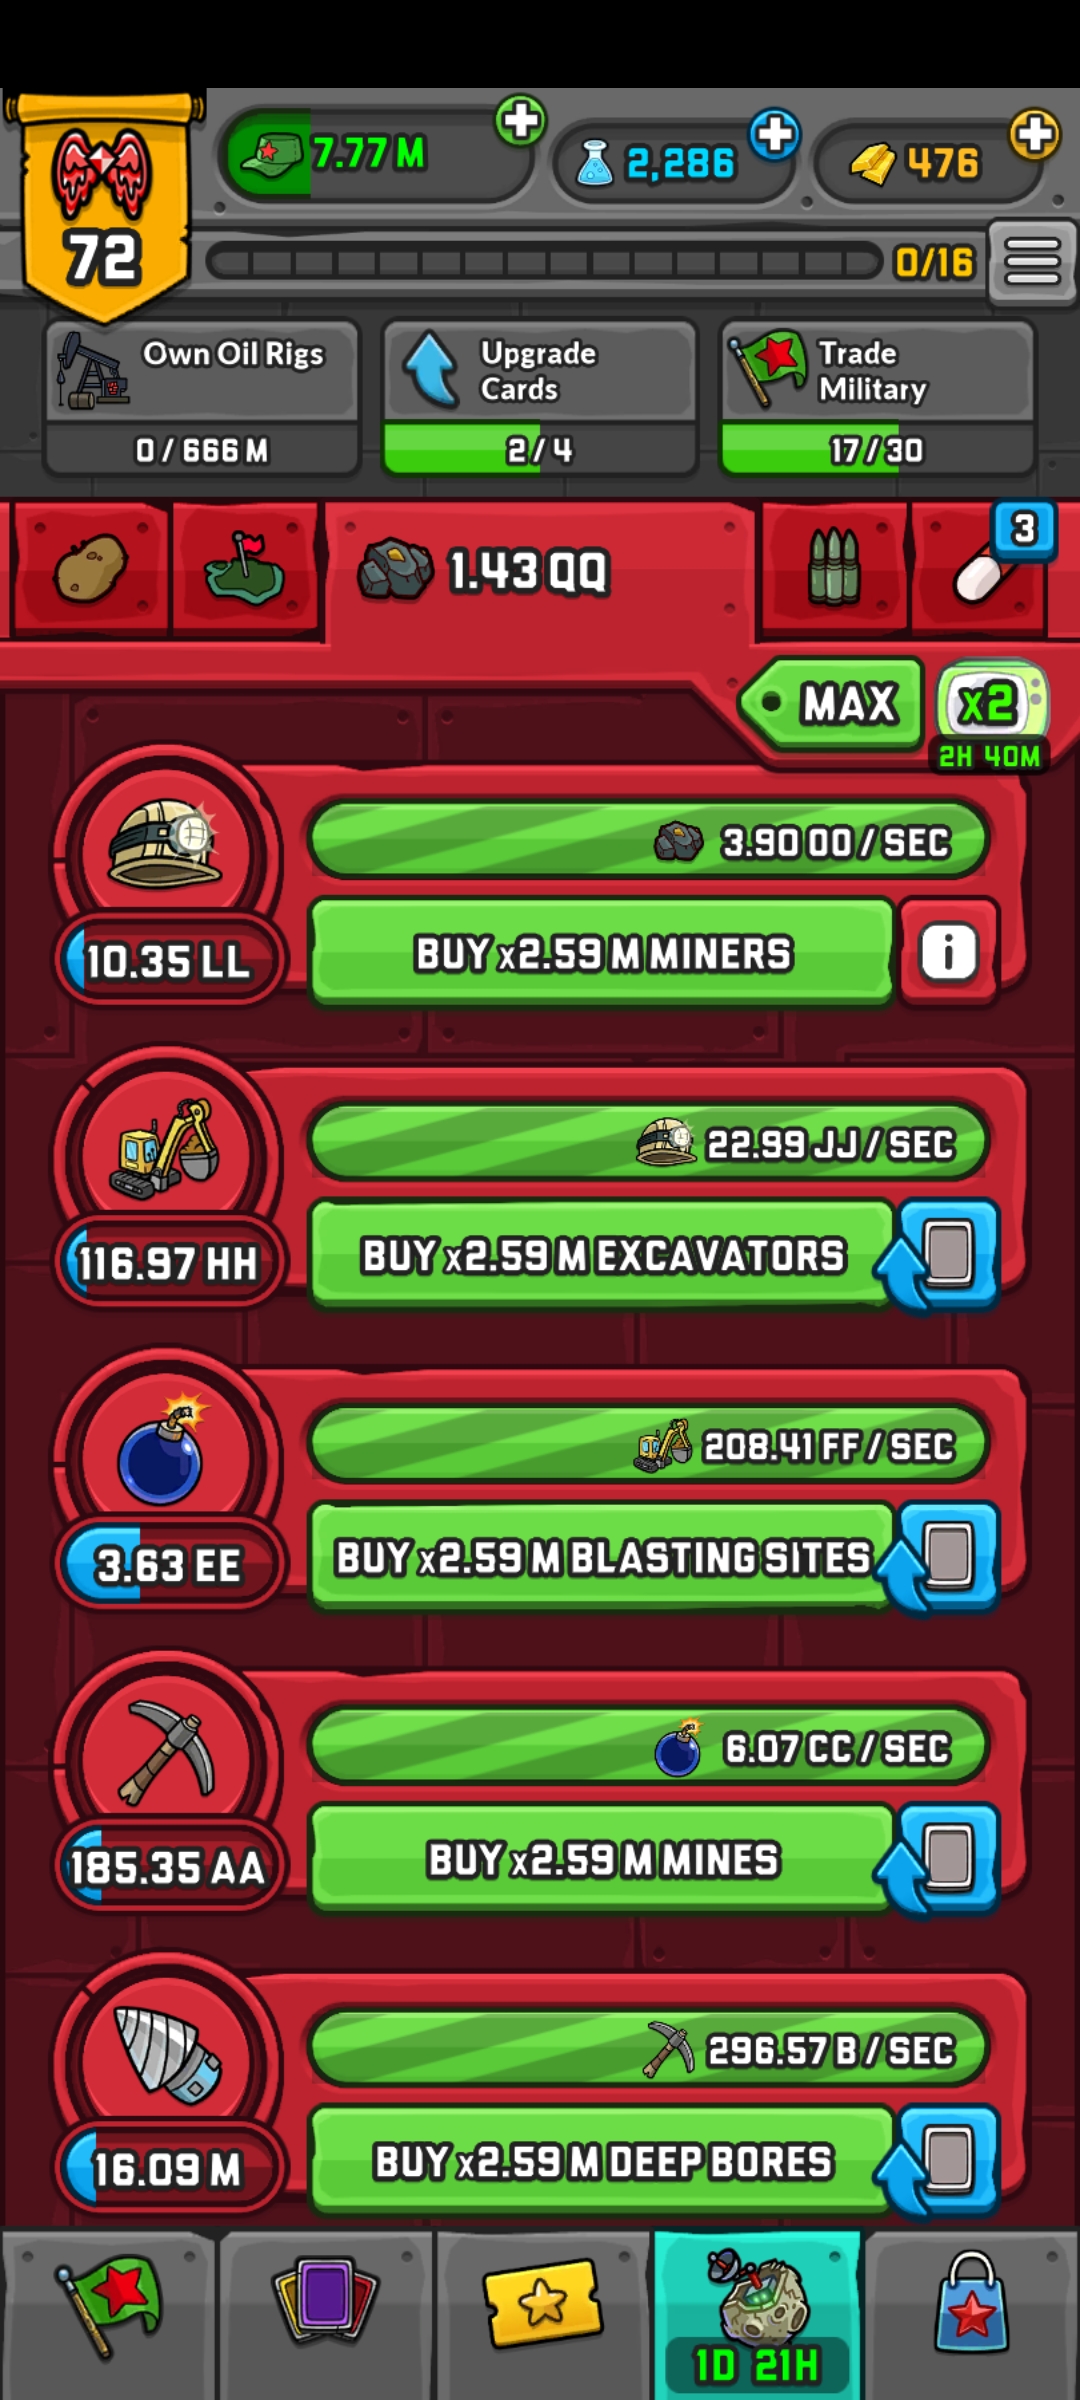 7.77 M
2,286
476
72
0/16
Own Oil Rigs
0 / 666 M
Upgrade
Cards
2 / 4
Trade
Military
17 / 30
1.43 QQ
3
MAX
x2
2H 40M
3.90 OO / SEC
10.35 LL
BUY x2.59 M MINERS
i
22.99 JJ / SEC
116.97 HH
BUY x2.59 M EXCAVATORS
208.41 FF / SEC
3.63 EE
BUY x2.59 M BLASTING SITES
6.07 CC / SEC
185.35 AA
BUY x2.59 M MINES
296.57 B / SEC
16.09 M
BUY x2.59 M DEEP BORES
1D 21H